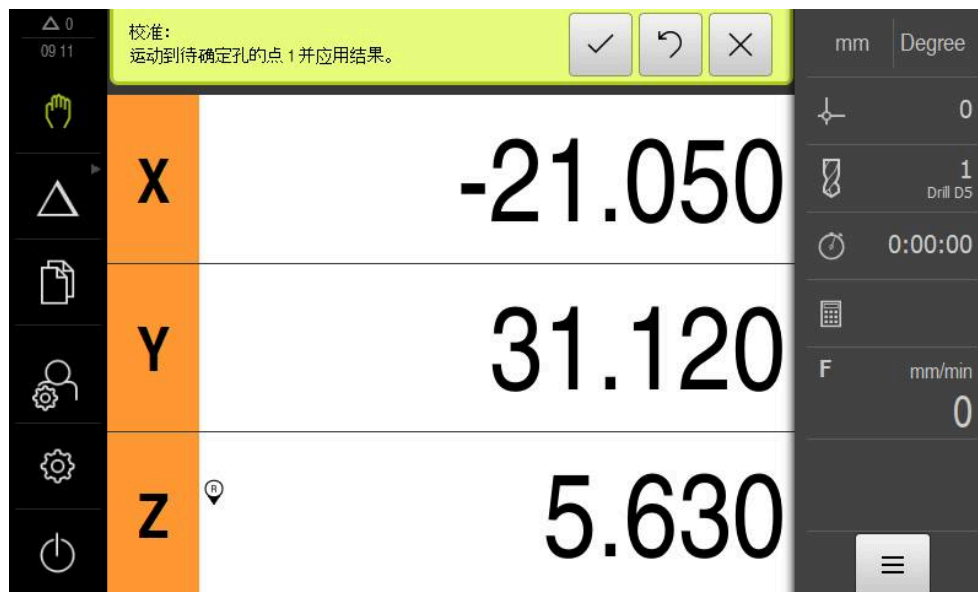 0
09 11
校准:
运动到待确定孔的点 1 并应用结果。
mm
Degree
X
-21.050
Y
31.120
Z
R
5.630
0
1
Drill D5
0:00:00
F
mm/min
0